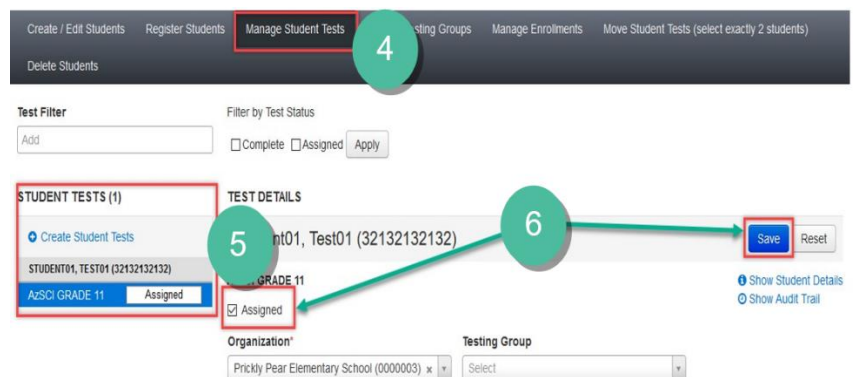 Create / Edit Students Register Students Manage Student Tests 4 sting Groups Manage Enrollments Move Student Tests (select exactly 2 students)
Delete Students
Test Filter Filter by Test Status
Add Complete Assigned Apply
STUDENT TESTS (1) TEST DETAILS
Create Student Tests 5 nt01, Test01 (32132132132) 6 Save Reset
STUDENT01, TEST01 (32132132132) GRADE 11 Show Student Details
AzSCI GRADE 11 Assigned Assigned Show Audit Trail
Organization* Testing Group
Prickly Pear Elementary School (0000003) x Select